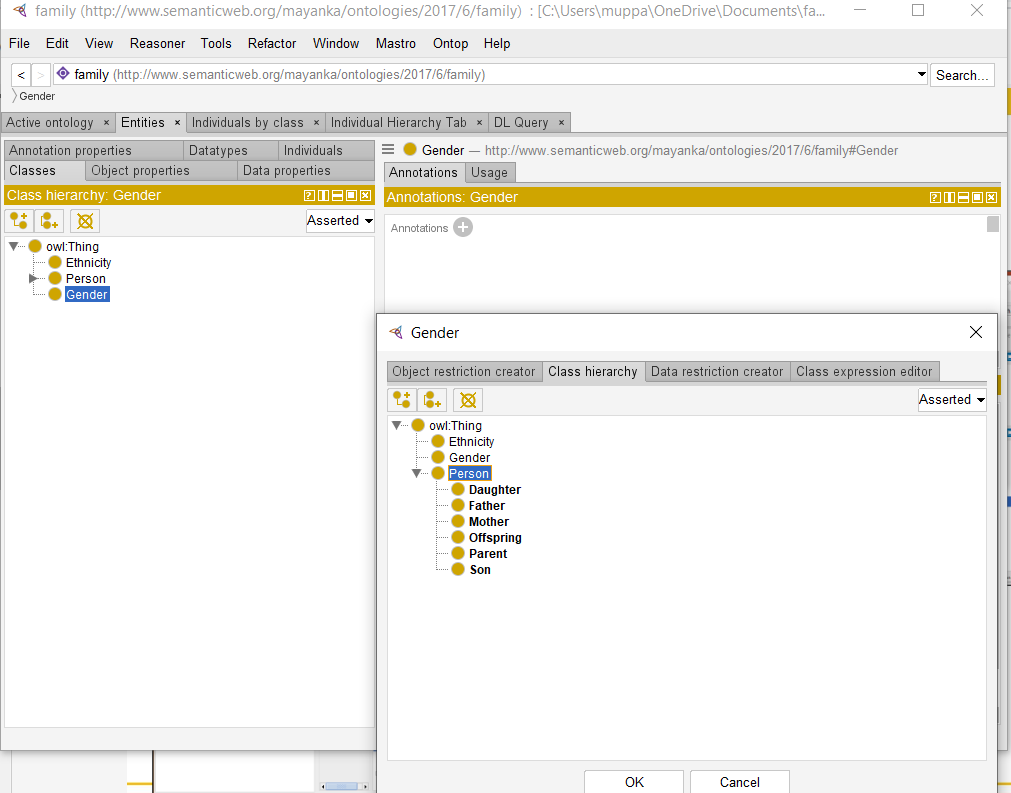 family (http://www.semanticweb.org/mayanka/ontologies/2017/6/family) : [C:\Users\muppa\OneDrive\Documents\fa...
File Edit View Reasoner Tools Refactor Window Mastro Ontop Help
< > family (http://www.semanticweb.org/mayanka/ontologies/2017/6/family) Search...
Gender
Active ontology × Entities × Individuals by class × Individual Hierarchy Tab × DL Query ×
Annotation properties Datatypes Individuals
Classes Object properties Data properties
Class hierarchy: Gender
Asserted
owl:Thing
Ethnicity
Person
Gender
Gender — http://www.semanticweb.org/mayanka/ontologies/2017/6/family#Gender
Annotations Usage
Annotations: Gender
Annotations
Gender
Object restriction creator Class hierarchy Data restriction creator Class expression editor
Asserted
owl:Thing
Ethnicity
Gender
Person
Daughter
Father
Mother
Offspring
Parent
Son
OK Cancel